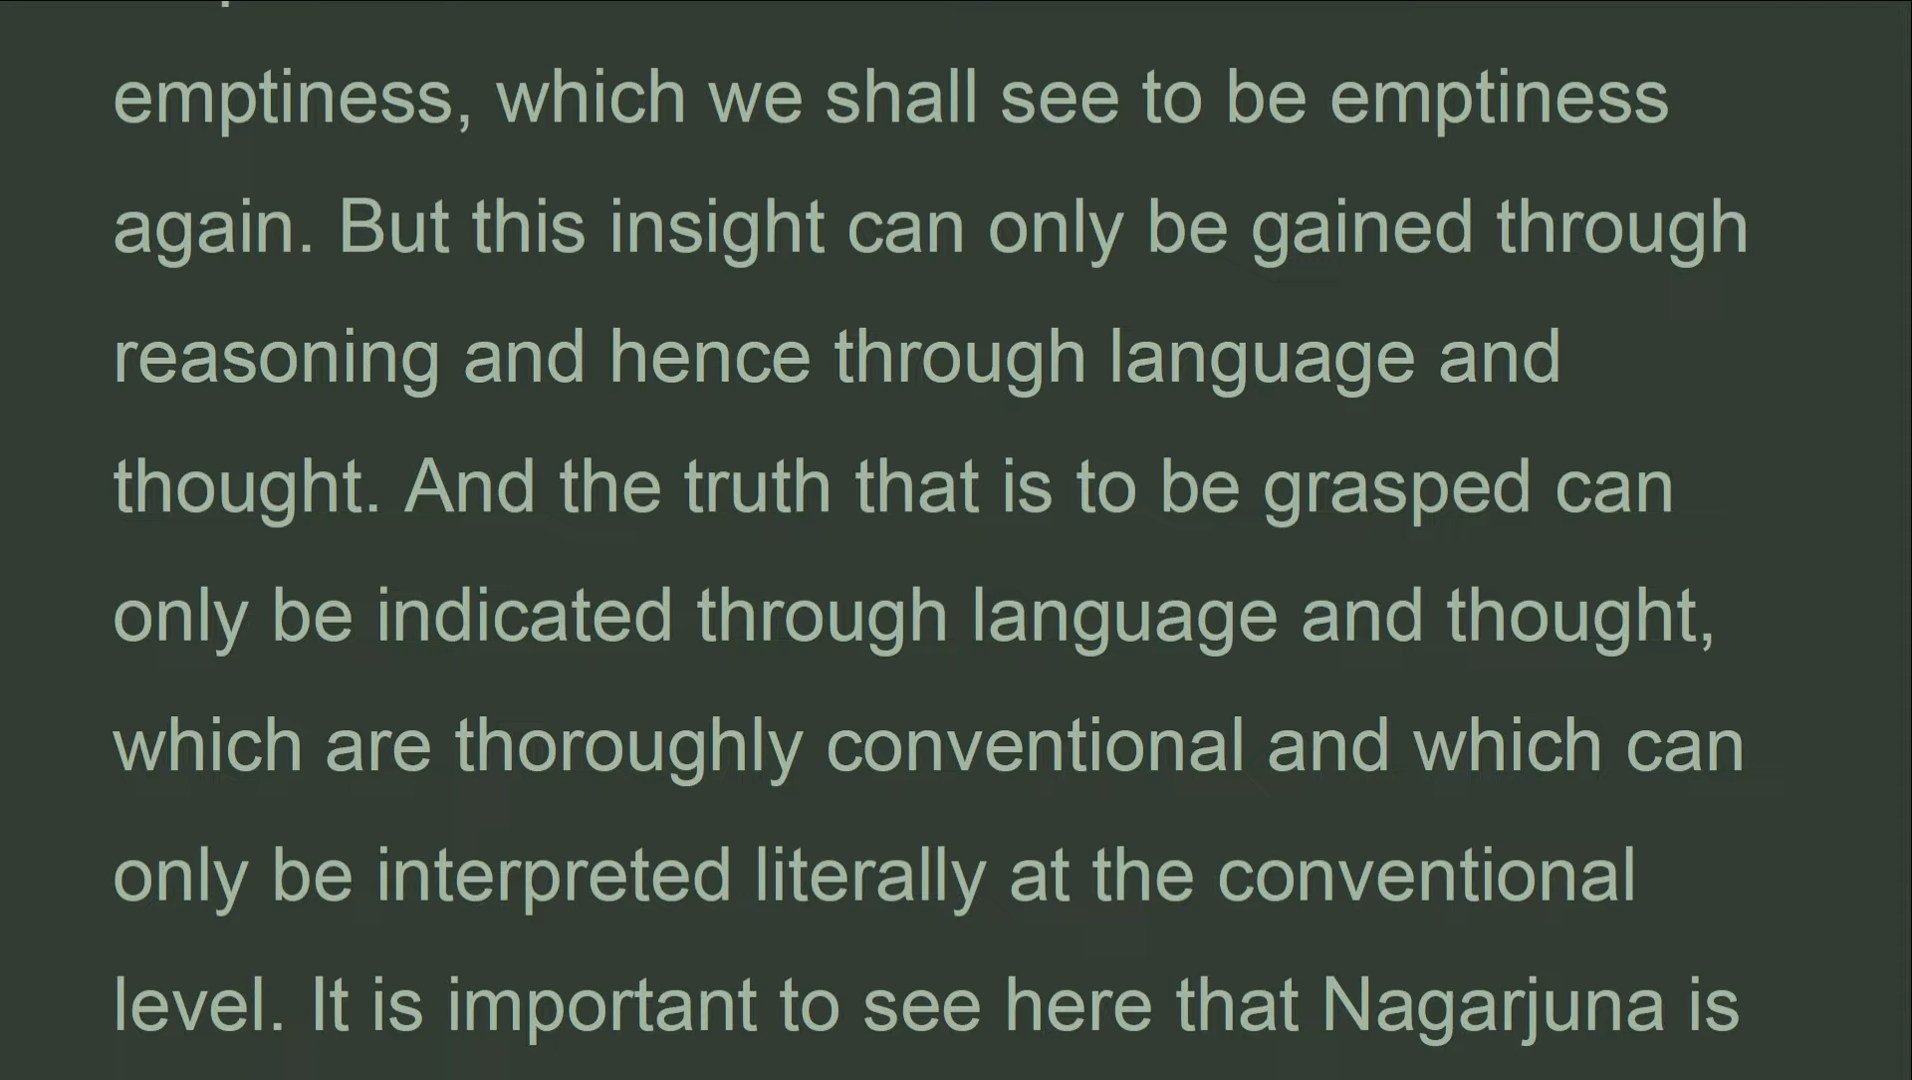 emptiness, which we shall see to be emptiness
again. But this insight can only be gained through
reasoning and hence through language and
thought. And the truth that is to be grasped can
only be indicated through language and thought,
which are thoroughly conventional and which can
only be interpreted literally at the conventional
level. It is important to see here that Nagarjuna is